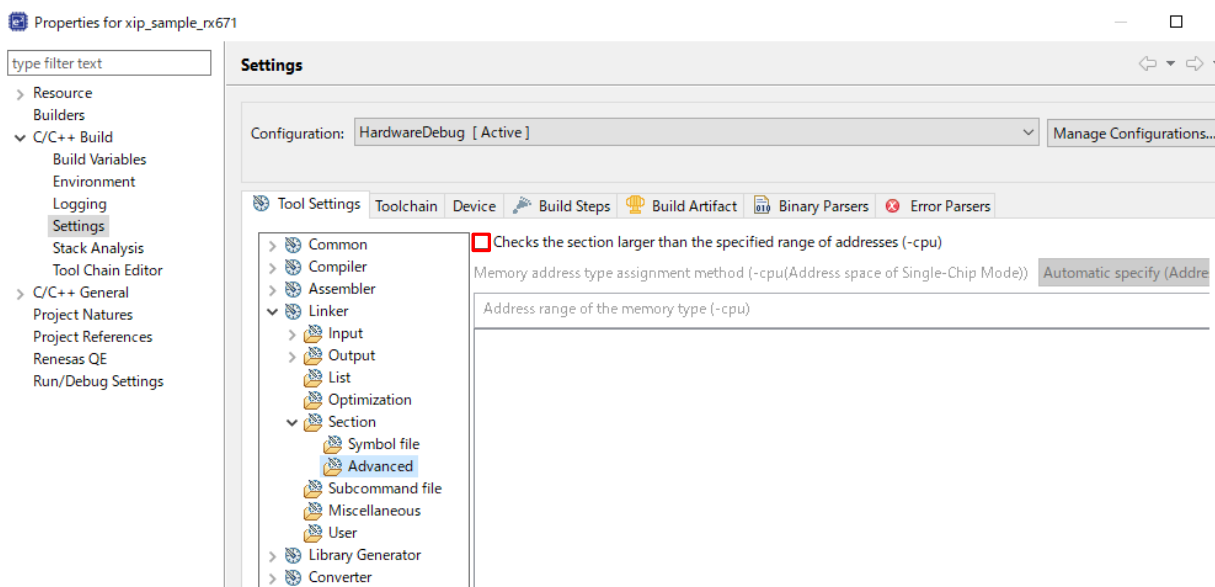 Properties for xip_sample_rx671
type filter text
Resource
Builders
C/C++ Build
Build Variables
Environment
Logging
Settings
Stack Analysis
Tool Chain Editor
C/C++ General
Project Natures
Project References
Renesas QE
Run/Debug Settings
Settings
Configuration: HardwareDebug [ Active ] Manage Configurations...
Tool Settings Toolchain Device Build Steps Build Artifact Binary Parsers Error Parsers
Common
Compiler
Assembler
Linker
Input
Output
List
Optimization
Section
Symbol file
Advanced
Subcommand file
Miscellaneous
User
Library Generator
Converter
Checks the section larger than the specified range of addresses (-cpu)
Memory address type assignment method (-cpu(Address space of Single-Chip Mode)) Automatic specify (Addre
Address range of the memory type (-cpu)